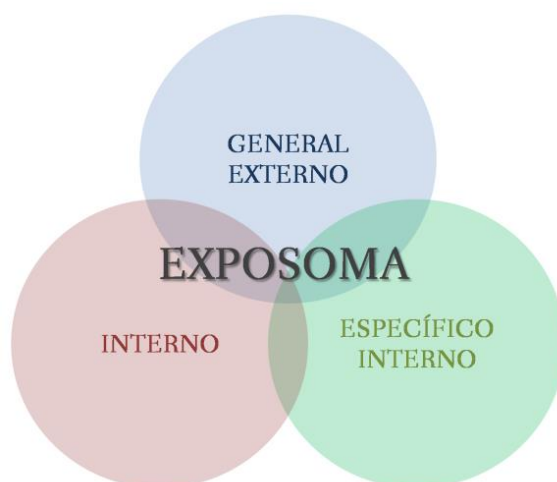 GENERAL
EXTERNO
EXPOSOMA
INTERNO
ESPECÍFICO
INTERNO